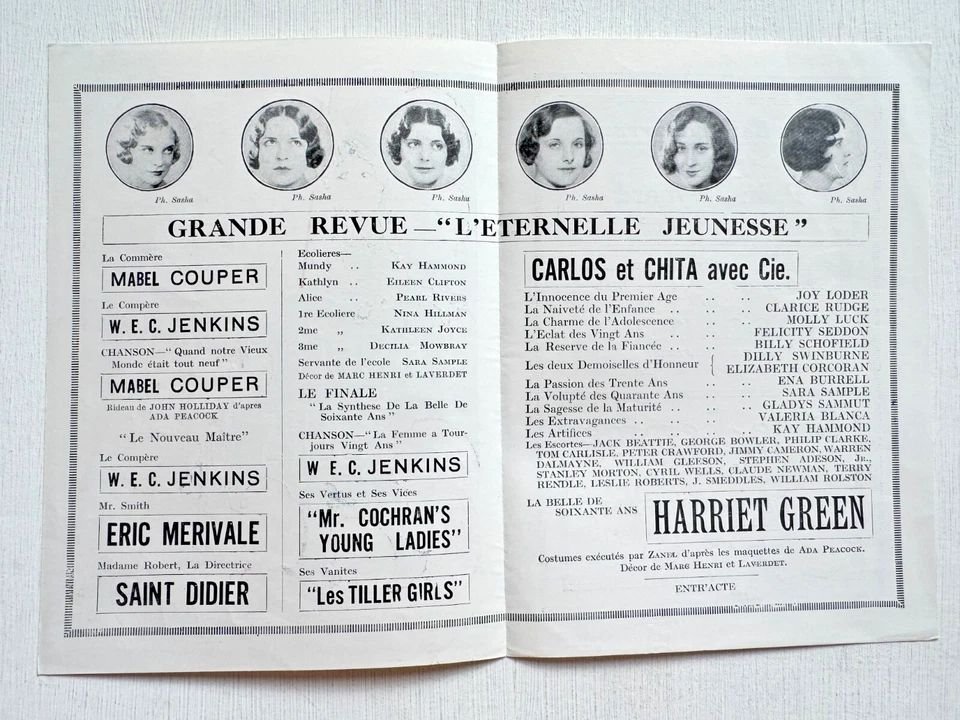 Ph. Sasha
Ph. Sasha
Ph. Sasha
Ph. Sasha
Ph. Sasha
Ph. Sasha
GRANDE REVUE — "L'ETERNELLE JEUNESSE"
La Commère
MABEL COUPER
Le Compère
W. E. C. JENKINS
CHANSON—" Quand notre Vieux
Monde était tout neuf "
MABEL COUPER
Rideau de JOHN HOLLIDAY d'apres
ADA PEACOCK
" Le Nouveau Maître "
Le Compère
W. E. C. JENKINS
Mr. Smith
ERIC MERIVALE
Madame Robert, La Directrice
SAINT DIDIER
Ecolieres—
Mundy .. KAY HAMMOND
Kathlyn .. EILEEN CLIFTON
Alice .. PEARL RIVERS
1re Ecoliere NINA HILLMAN
2me „ KATHLEEN JOYCE
3me „ DECILIA MOWBRAY
Servante de l'ecole SARA SAMPLE
Décor de MARC HENRI et LAVERDET
LE FINALE
" La Synthese De La Belle De
Soixante Ans "
CHANSON—" La Femme a Tour-
jours Vingt Ans "
W E. C. JENKINS
Ses Vertus et Ses Vices
"Mr. COCHRAN'S
YOUNG LADIES"
Ses Vanites
"Les TILLER GIRLS"
CARLOS et CHITA avec Cie.
L'Innocence du Premier Age .. .. JOY LODER
La Naiveté de l'Enfance .. .. CLARICE RUDGE
La Charme de l'Adolescence .. .. MOLLY LUCK
L'Eclat des Vingt Ans .. .. FELICITY SEDDON
La Reserve de la Fiancée .. .. BILLY SCHOFIELD
Les deux Demoiselles d'Honneur { DILLY SWINBURNE
ELIZABETH CORCORAN
La Passion des Trente Ans .. .. ENA BURRELL
La Volupté des Quarante Ans .. .. SARA SAMPLE
La Sagesse de la Maturité .. .. GLADYS SAMMUT
Les Extravagances .. .. .. VALERIA BLANCA
Les Artifices .. .. .. .. KAY HAMMOND
Les Escortes—JACK BEATTIE, GEORGE BOWLER, PHILIP CLARKE,
TOM CARLISLE, PETER CRAWFORD, JIMMY CAMERON, WARREN
DALMAYNE, WILLIAM GLEESON, STEPHEN ADESON, JR.,
STANLEY MORTON, CYRIL WELLS, CLAUDE NEWMAN, TERRY
RENDLE, LESLIE ROBERTS, J. SMEDDLES, WILLIAM ROLSTON
LA BELLE DE
SOIXANTE ANS HARRIET GREEN
Costumes exécutés par ZANEL d'après les maquettes de ADA PEACOCK.
Décor de MARG HENRI et LAVERDET.
ENTR'ACTE